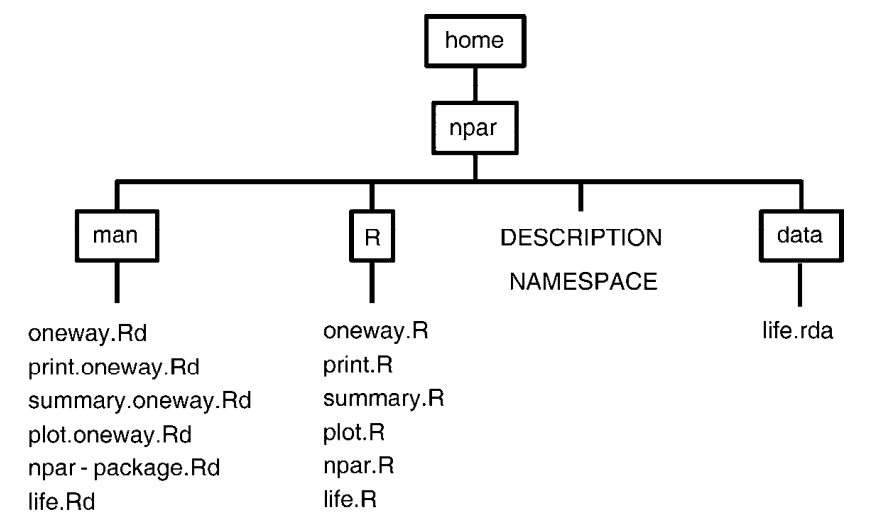 home
npar
man
R
DESCRIPTION
NAMESPACE
data
oneway.Rd
print.oneway.Rd
summary.oneway.Rd
plot.oneway.Rd
npar - package.Rd
life.Rd
oneway.R
print.R
summary.R
plot.R
npar.R
life.R
life.rda